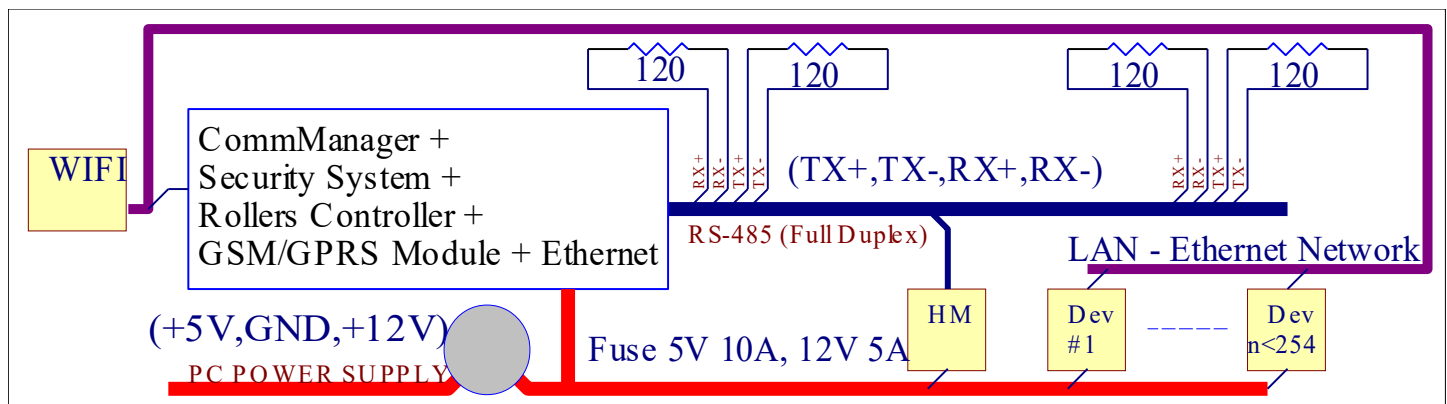 120
120
120
120
WIFI
CommManager +
Security System +
Rollers Controller +
GSM/GPRS Module + Ethernet
RX+
RX-
TX+
TX-
(TX+,TX-,RX+,RX-)
RX+
RX-
TX+
TX-
RS-485 (Full Duplex)
LAN - Ethernet Network
(+5V,GND,+12V)
PC POWER SUPPLY
Fuse 5V 10A, 12V 5A
HM
Dev
#1
Dev
n<254